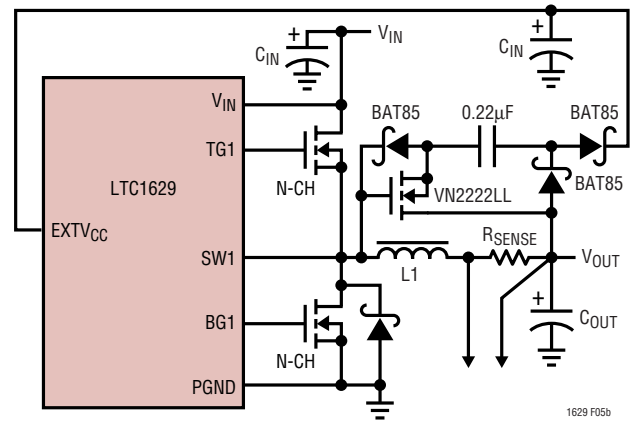 +
C_IN
V_IN
+
C_IN
V_IN
TG1
LTC1629
EXTV_CC
SW1
BG1
PGND
N-CH
N-CH
BAT85
0.22µF
BAT85
BAT85
VN2222LL
L1
R_SENSE
V_OUT
+
C_OUT
1629 F05b